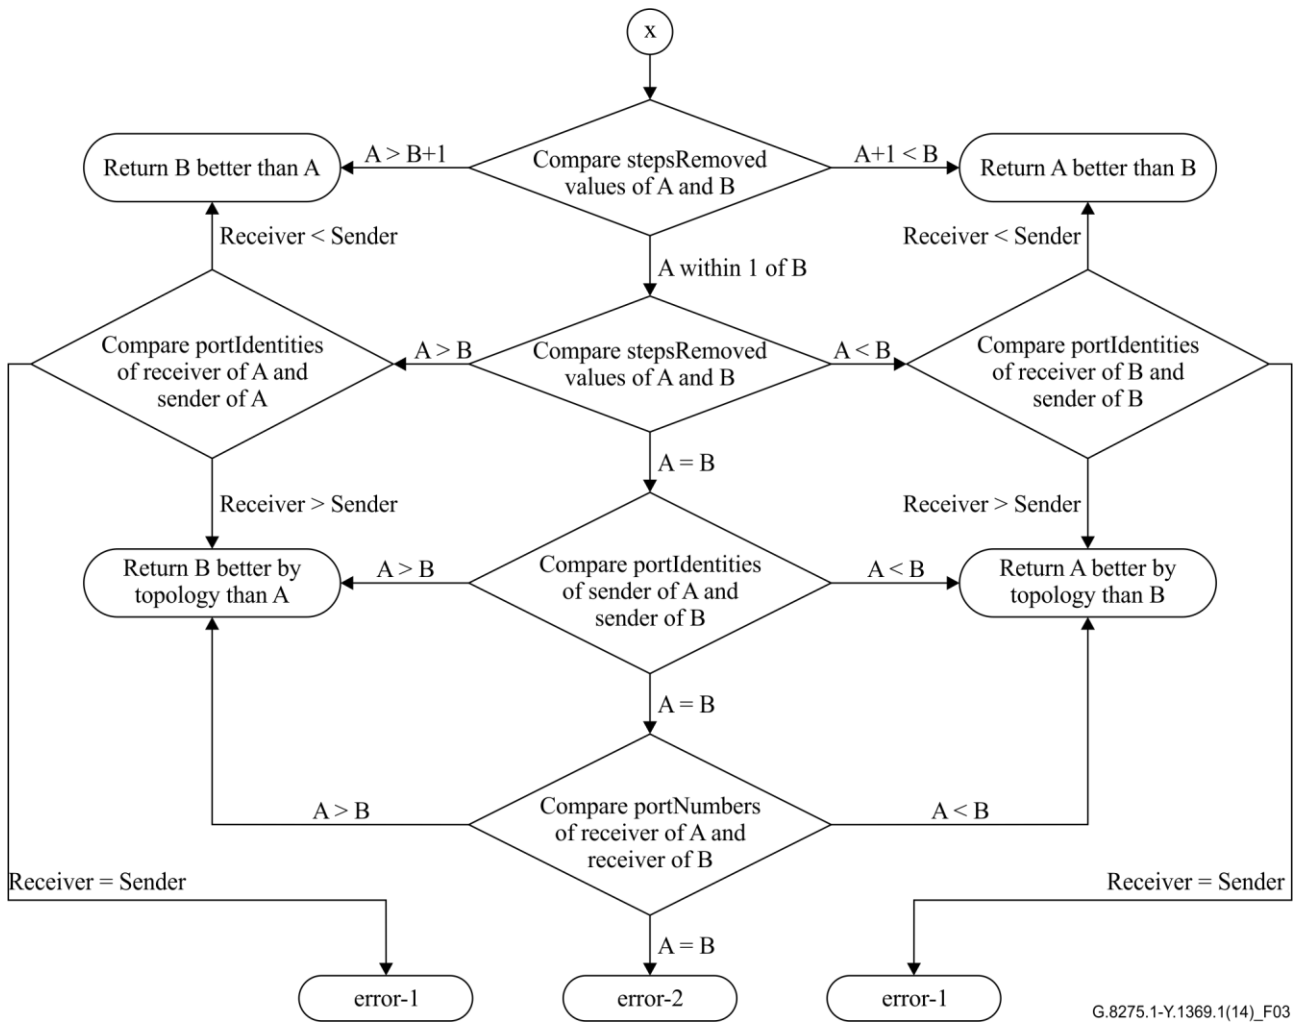 x
Return B better than A
A > B+1
Compare stepsRemoved
values of A and B
A+1 < B
Return A better than B
Receiver < Sender
Receiver < Sender
A within 1 of B
Compare portIdentities
of receiver of A and
sender of A
A > B
Compare stepsRemoved
values of A and B
A < B
Compare portIdentities
of receiver of B and
sender of B
A = B
Receiver > Sender
Receiver > Sender
Return B better by
topology than A
A > B
Compare portIdentities
of sender of A and
sender of B
A < B
Return A better by
topology than B
A = B
A > B
Compare portNumbers
of receiver of A and
receiver of B
A < B
Receiver = Sender
Receiver = Sender
A = B
error-1
error-2
error-1
G.8275.1-Y.1369.1(14)_F03